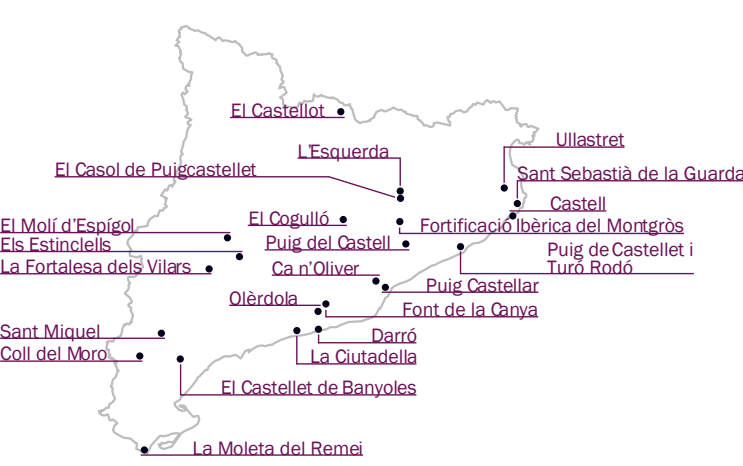 El Castellot
Ullastret
L'Esquerda
El Casol de Puigcastellet
Sant Sebastià de la Guarda
Castell
El Molí d'Espígol
El Cogulló
Fortificació Ibèrica del Montgròs
Els Estinclells
Puig del Castell
Puig de Castellet i
Turó Rodó
La Fortalesa dels Vilars
Ca n'Oliver
Puig Castellar
Olèrdola
Font de la Canya
Sant Miquel
Darró
Coll del Moro
La Ciutadella
El Castellet de Banyoles
La Moleta del Remei